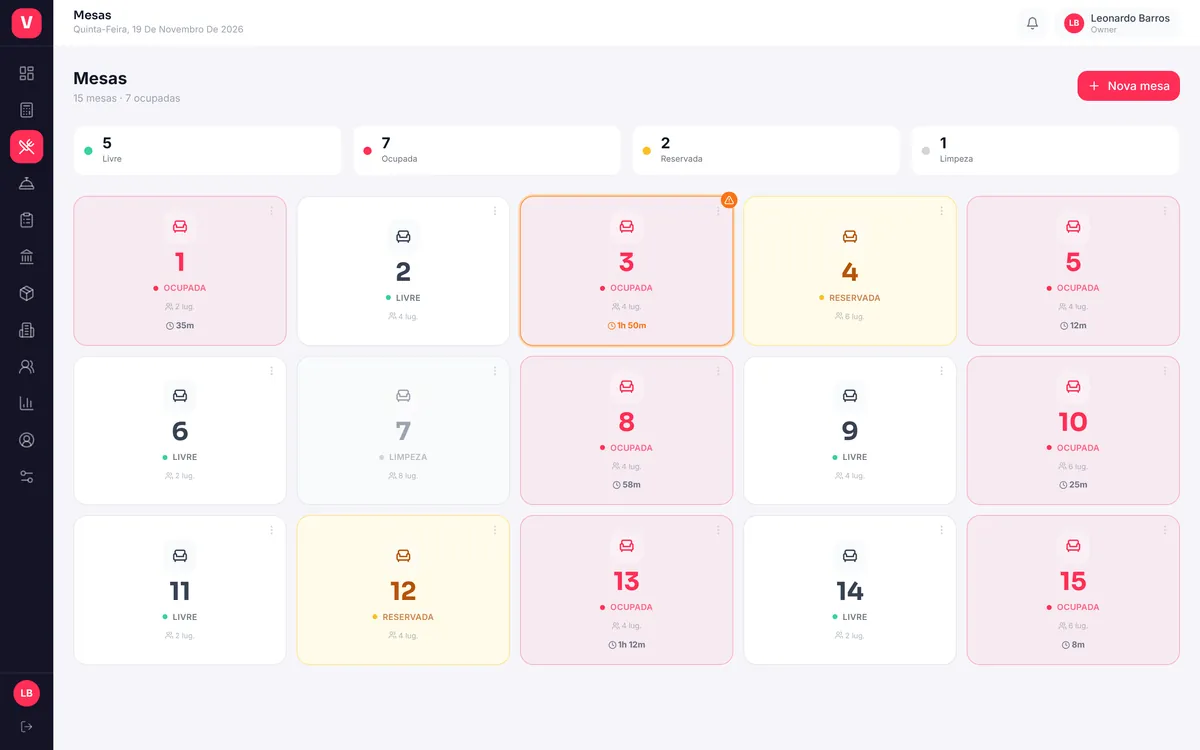 V
Mesas
Quinta-Feira, 19 De Novembro De 2026
LB
Leonardo Barros
Owner
Mesas
15 mesas · 7 ocupadas
+ Nova mesa
5
Livre
7
Ocupada
2
Reservada
1
Limpeza
1
OCUPADA
2 lug.
35m
2
LIVRE
4 lug.
3
OCUPADA
4 lug.
1h 50m
4
RESERVADA
6 lug.
5
OCUPADA
4 lug.
12m
6
LIVRE
2 lug.
7
LIMPEZA
8 lug.
8
OCUPADA
4 lug.
58m
9
LIVRE
4 lug.
10
OCUPADA
6 lug.
25m
11
LIVRE
2 lug.
12
RESERVADA
4 lug.
13
OCUPADA
4 lug.
1h 12m
14
LIVRE
2 lug.
15
OCUPADA
6 lug.
8m
LB